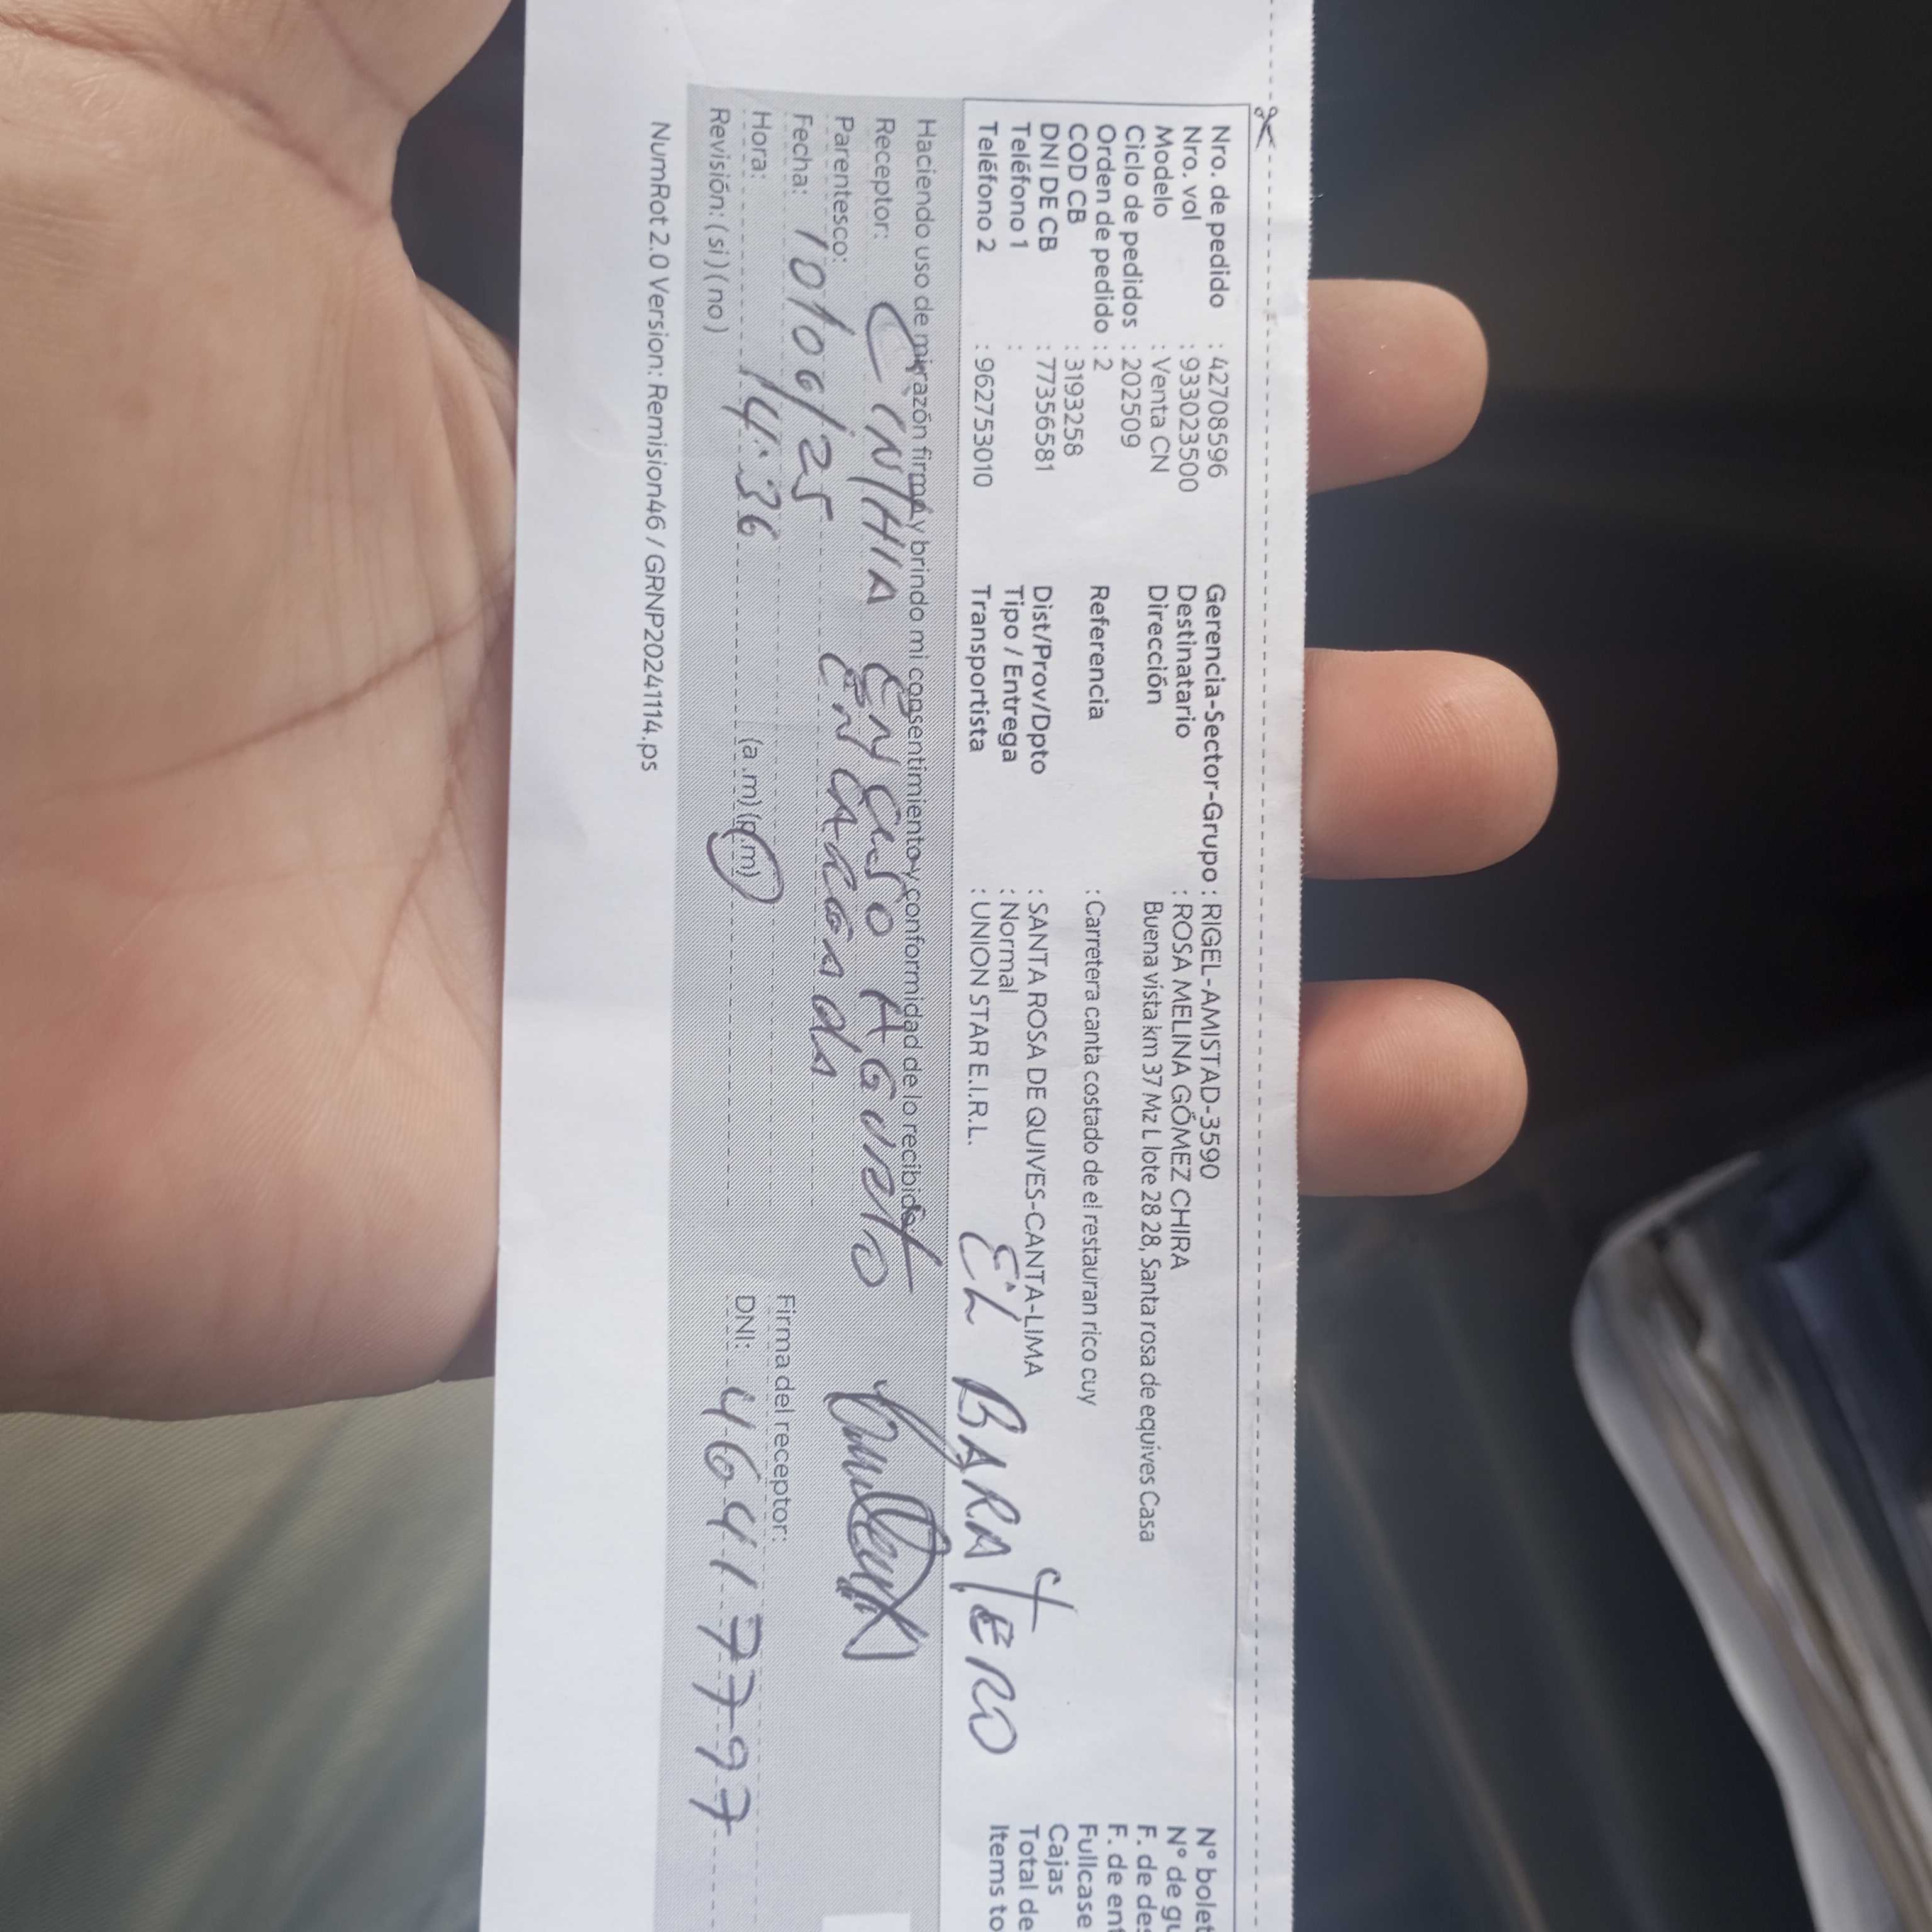 Nro. de pedido : 42708596
Nro. vol : 933023500
Modelo : Venta CN
Ciclo de pedidos : 202509
Orden de pedido : 2
COD CB : 3193258
DNI DE CB : 77356581
Teléfono 1 :
Teléfono 2 : 962753010
Gerencia-Sector-Grupo : RIGEL-AMISTAD-3590
Destinatario : ROSA MELINA GÓMEZ CHIRA
Dirección Buena vista km 37 Mz L lote 28 28, Santa rosa de equives Casa
Referencia : Carretera canta costado de el restauran rico cuy
Dist/Prov/Dpto : SANTA ROSA DE QUIVES-CANTA-LIMA
Tipo / Entrega : Normal
Transportista : UNION STAR E.I.R.L.
EL BARATERO
N° bolet
N° de gu
F. de des
F. de ent
Fullcase
Cajas
Total de
Items to
Haciendo uso de mi razón firmo y brindo mi consentimiento y conformidad de lo recibido
Receptor: CINTHIA ENCISO AGURTO
Parentesco: ENCARGADA
Fecha: 10/06/25
Hora: 14:36 (a.m) (p.m)
Revisión: ( si ) ( no )
Firma del receptor:
DNI: 46417797
NumRot 2.0 Version: Remision46 / GRNP20241114.ps